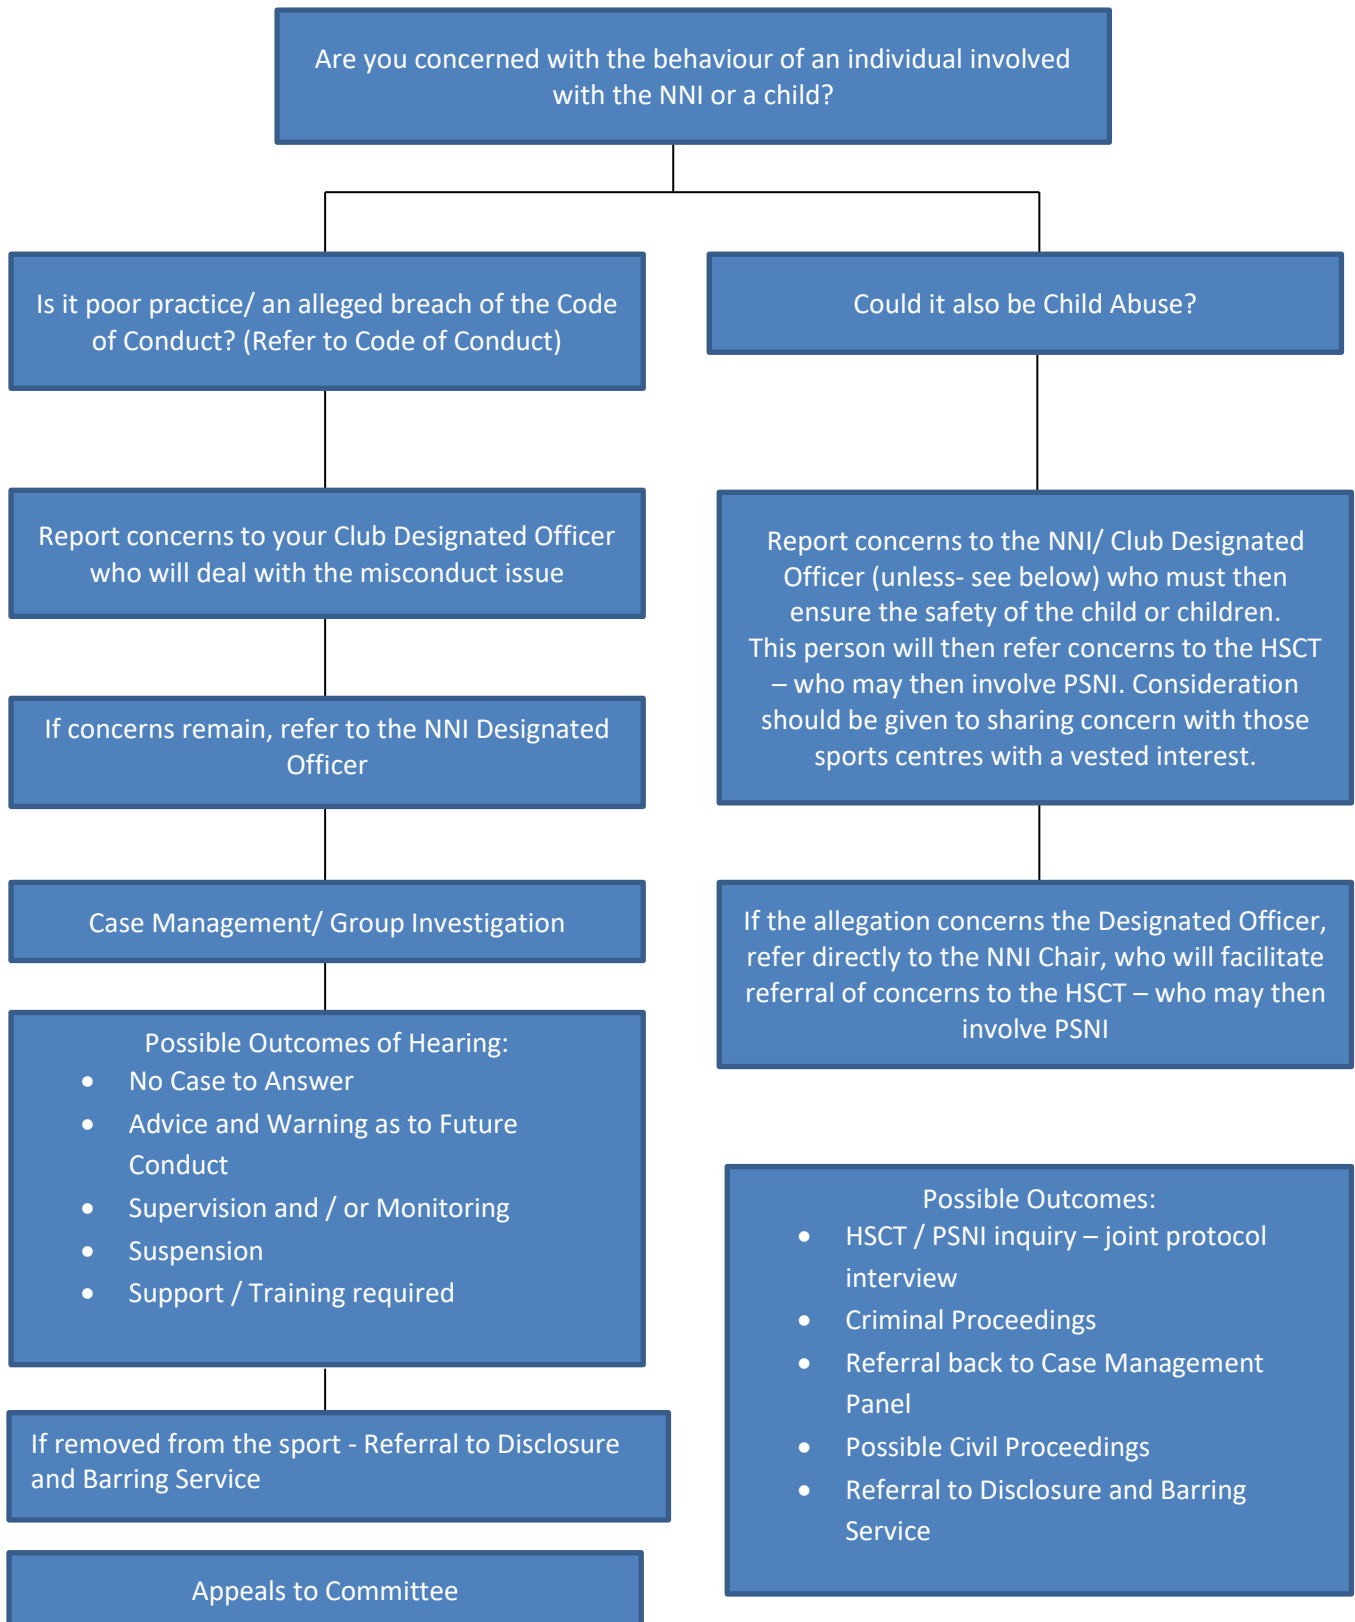 Are you concerned with the behaviour of an individual involved
with the NNI or a child?
Is it poor practice/ an alleged breach of the Code
of Conduct? (Refer to Code of Conduct)
Could it also be Child Abuse?
Report concerns to your Club Designated Officer
who will deal with the misconduct issue
Report concerns to the NNI/ Club Designated
Officer (unless- see below) who must then
ensure the safety of the child or children.
This person will then refer concerns to the HSCT
– who may then involve PSNI. Consideration
should be given to sharing concern with those
sports centres with a vested interest.
If concerns remain, refer to the NNI Designated
Officer
Case Management/ Group Investigation
If the allegation concerns the Designated Officer,
refer directly to the NNI Chair, who will facilitate
referral of concerns to the HSCT – who may then
involve PSNI
Possible Outcomes of Hearing:
• No Case to Answer
• Advice and Warning as to Future
Conduct
• Supervision and / or Monitoring
• Suspension
• Support / Training required
Possible Outcomes:
• HSCT / PSNI inquiry – joint protocol
interview
• Criminal Proceedings
• Referral back to Case Management
Panel
• Possible Civil Proceedings
• Referral to Disclosure and Barring
Service
If removed from the sport - Referral to Disclosure
and Barring Service
Appeals to Committee